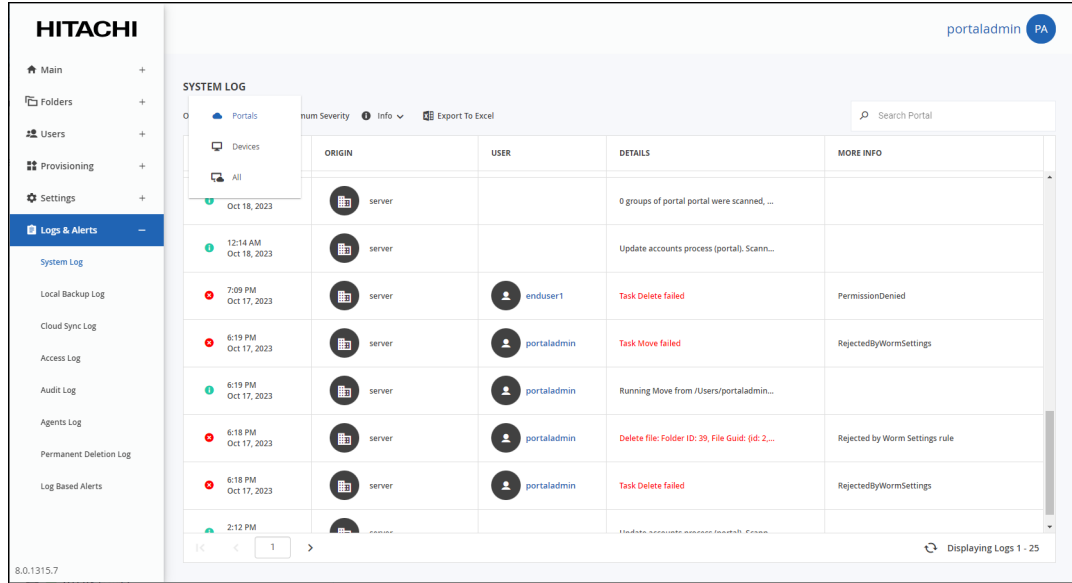 HITACHI
portaladmin PA
Main +
Folders +
Users +
Provisioning +
Settings +
Logs & Alerts –
System Log
Local Backup Log
Cloud Sync Log
Access Log
Audit Log
Agents Log
Permanent Deletion Log
Log Based Alerts
8.0.1315.7
SYSTEM LOG
Portals
Devices
All
Severity Info Export To Excel Search Portal
ORIGIN USER DETAILS MORE INFO
Oct 18, 2023 server 0 groups of portal portal were scanned, ...
12:14 AM
Oct 18, 2023 server Update accounts process (portal). Scann...
7:09 PM
Oct 17, 2023 server enduser1 Task Delete failed PermissionDenied
6:19 PM
Oct 17, 2023 server portaladmin Task Move failed RejectedByWormSettings
6:19 PM
Oct 17, 2023 server portaladmin Running Move from /Users/portaladmin...
6:18 PM
Oct 17, 2023 server portaladmin Delete file: Folder ID: 39, File Guid: (id: 2,... Rejected by Worm Settings rule
6:18 PM
Oct 17, 2023 server portaladmin Task Delete failed RejectedByWormSettings
2:12 PM
1
Displaying Logs 1 - 25